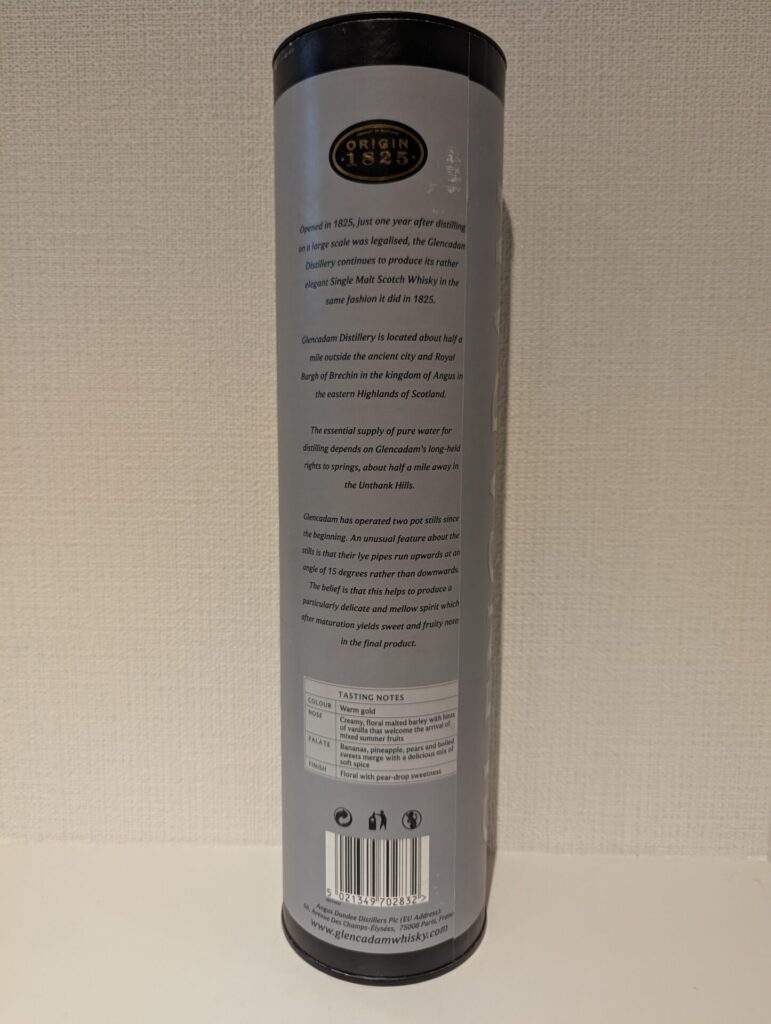 PRODUCT OF SCOTLAND
ORIGIN
1825
Opened in 1825, just one year after distilling
on a large scale was legalised, the Glencadam
Distillery continues to produce its rather
elegant Single Malt Scotch Whisky in the
same fashion it did in 1825.
Glencadam Distillery is located about half a
mile outside the ancient city and Royal
Burgh of Brechin in the kingdom of Angus in
the eastern Highlands of Scotland.
The essential supply of pure water for
distilling depends on Glencadam's long-held
rights to springs, about half a mile away in
the Unthank Hills.
Glencadam has operated two pot stills since
the beginning. An unusual feature about the
stills is that their lye pipes run upwards at an
angle of 15 degrees rather than downwards.
The belief is that this helps to produce a
particularly delicate and mellow spirit which
after maturation yields sweet and fruity note
in the final product.
TASTING NOTES
COLOUR Warm gold
NOSE Creamy, floral malted barley with hints
of vanilla that welcome the arrival of
mixed summer fruits
PALATE Bananas, pineapple, pears and boiled
sweets merge with a delicious mix of
soft spice
FINISH Floral with pear-drop sweetness
5 021349 702832 >
Angus Dundee Distillers Plc (EU Address):
Avenue Des Champs-Élysées, 75008 Paris, France
www.glencadamwhisky.com